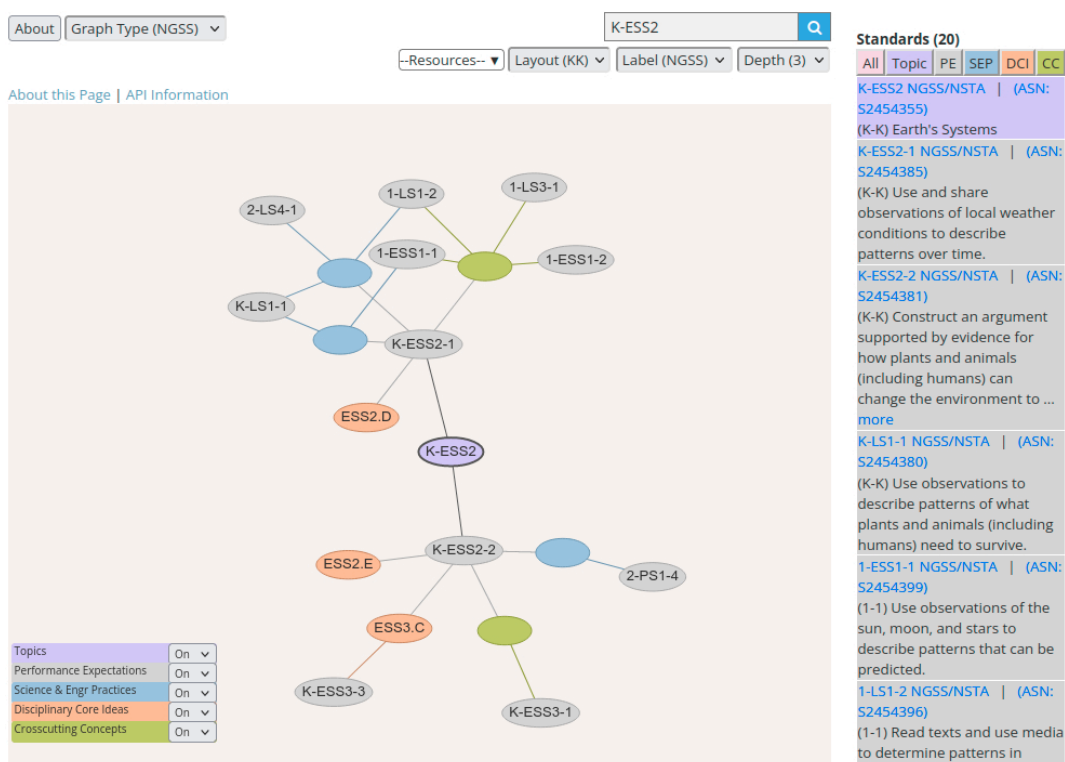 About
Graph Type (NGSS)
K-ESS2
--Resources-- ▼
Layout (KK)
Label (NGSS)
Depth (3)
About this Page | API Information
1-LS3-1
1-LS1-2
2-LS4-1
1-ESS1-1
1-ESS1-2
K-LS1-1
K-ESS2-1
ESS2.D
K-ESS2
K-ESS2-2
ESS2.E
2-PS1-4
ESS3.C
K-ESS3-3
K-ESS3-1
Topics On
Performance Expectations On
Science & Engr Practices On
Disciplinary Core Ideas On
Crosscutting Concepts On
Standards (20)
All Topic PE SEP DCI CC
K-ESS2 NGSS/NSTA | (ASN:
S2454355)
(K-K) Earth's Systems
K-ESS2-1 NGSS/NSTA | (ASN:
S2454385)
(K-K) Use and share
observations of local weather
conditions to describe
patterns over time.
K-ESS2-2 NGSS/NSTA | (ASN:
S2454381)
(K-K) Construct an argument
supported by evidence for
how plants and animals
(including humans) can
change the environment to ...
more
K-LS1-1 NGSS/NSTA | (ASN:
S2454380)
(K-K) Use observations to
describe patterns of what
plants and animals (including
humans) need to survive.
1-ESS1-1 NGSS/NSTA | (ASN:
S2454399)
(1-1) Use observations of the
sun, moon, and stars to
describe patterns that can be
predicted.
1-LS1-2 NGSS/NSTA | (ASN:
S2454396)
(1-1) Read texts and use media
to determine patterns in